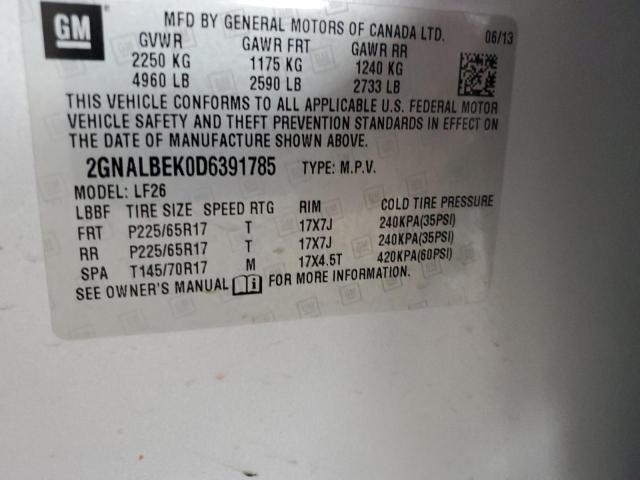 GM
MFD BY GENERAL MOTORS OF CANADA LTD.
GVWR GAWR FRT GAWR RR 06/13
2250 KG 1175 KG 1240 KG
4960 LB 2590 LB 2733 LB
THIS VEHICLE CONFORMS TO ALL APPLICABLE U.S. FEDERAL MOTOR
VEHICLE SAFETY AND THEFT PREVENTION STANDARDS IN EFFECT ON
THE DATE OF MANUFACTURE SHOWN ABOVE.
2GNALBEK0D6391785 TYPE: M.P.V.
MODEL: LF26
LBBF TIRE SIZE SPEED RTG RIM COLD TIRE PRESSURE
FRT P225/65R17 T 17X7J 240KPA(35PSI)
RR P225/65R17 T 17X7J 240KPA(35PSI)
SPA T145/70R17 M 17X4.5T 420KPA(60PSI)
SEE OWNER'S MANUAL i FOR MORE INFORMATION.